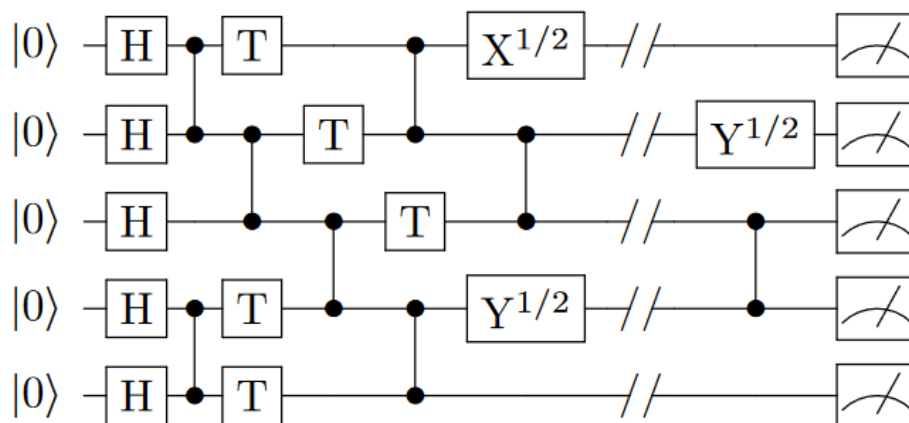 |0⟩ H T X^{1/2}
|0⟩ H T Y^{1/2}
|0⟩ H T
|0⟩ H T Y^{1/2}
|0⟩ H T